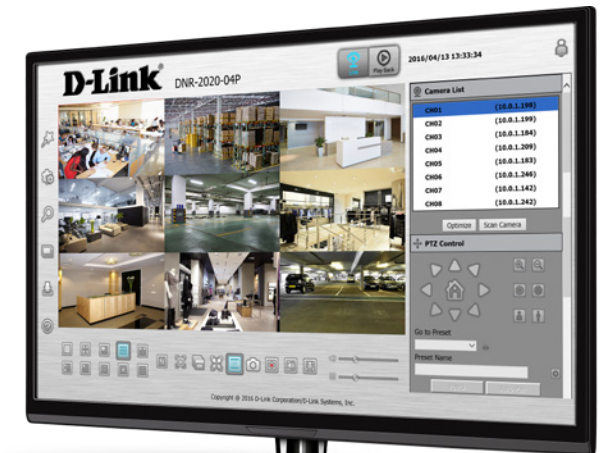 D-Link
DNR-2020-04P
Play Back
2016/04/13 13:33:34
Camera List
CH01 (10.0.1.198)
CH02 (10.0.1.199)
CH03 (10.0.1.184)
CH04 (10.0.1.209)
CH05 (10.0.1.183)
CH06 (10.0.1.246)
CH07 (10.0.1.142)
CH08 (10.0.1.242)
Optimize Scan Camera
PTZ Control
Go to Preset
Preset Name
Copyright © 2016 D-Link Corporation/D-Link Systems, Inc.